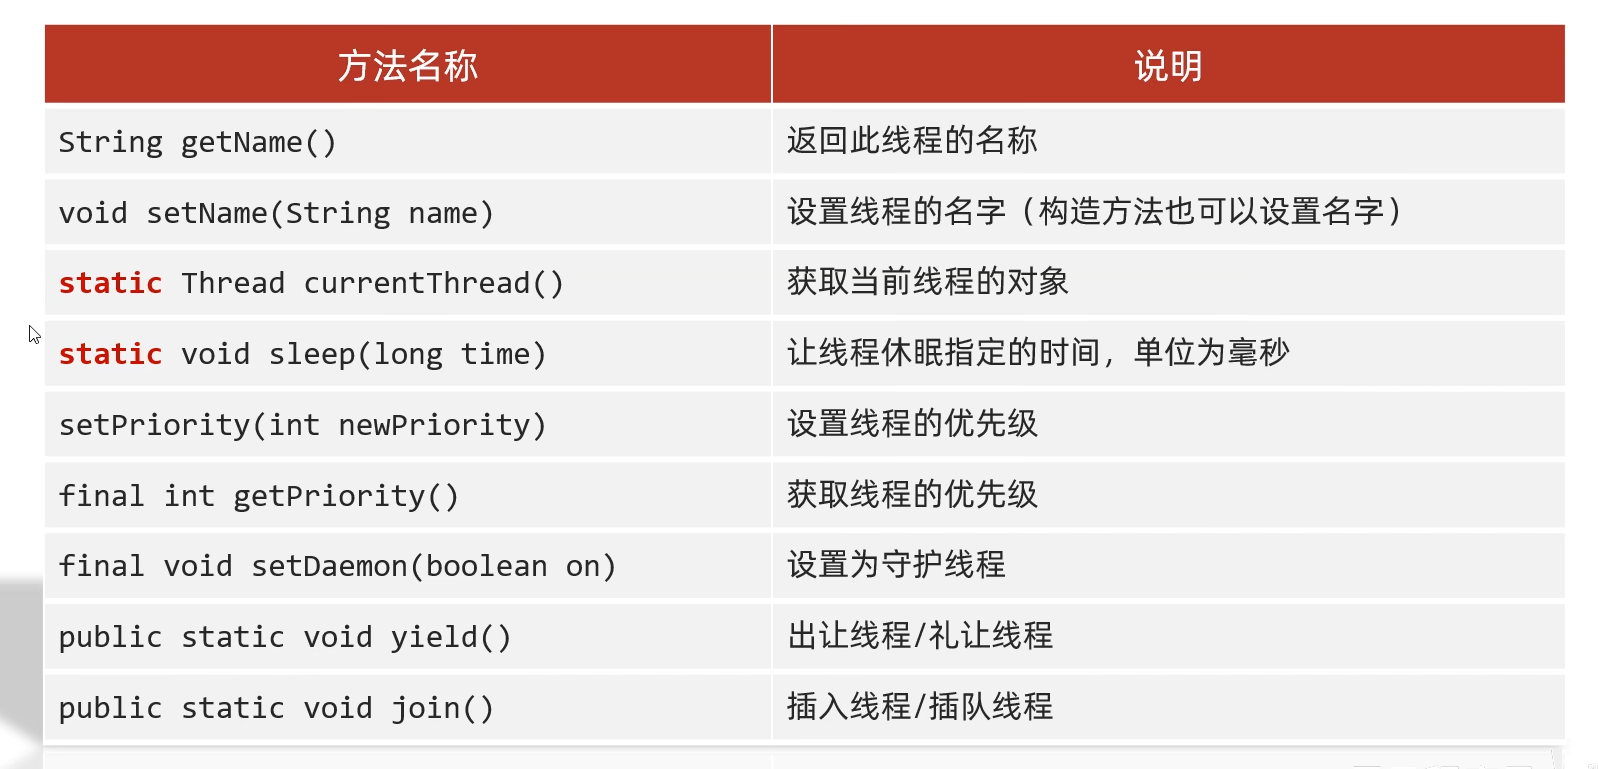 方法名称 说明
String getName() 返回此线程的名称
void setName(String name) 设置线程的名字（构造方法也可以设置名字）
static Thread currentThread() 获取当前线程的对象
static void sleep(long time) 让线程休眠指定的时间，单位为毫秒
setPriority(int newPriority) 设置线程的优先级
final int getPriority() 获取线程的优先级
final void setDaemon(boolean on) 设置为守护线程
public static void yield() 出让线程/礼让线程
public static void join() 插入线程/插队线程